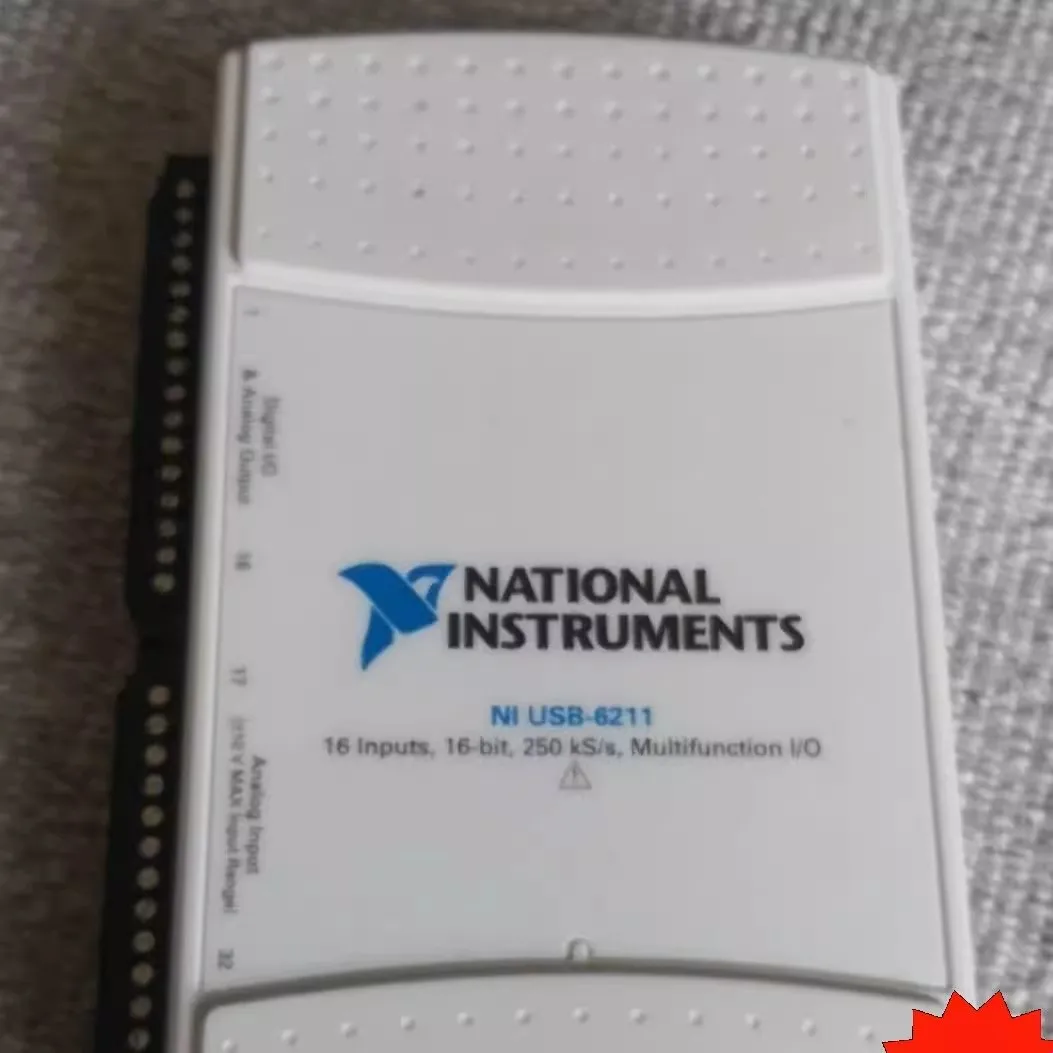 1
Digital I/O
& Analog Output
16
17
Analog Input
(±10 V MAX Input Range)
32
NATIONAL
INSTRUMENTS
NI USB-6211
16 Inputs, 16-bit, 250 kS/s, Multifunction I/O